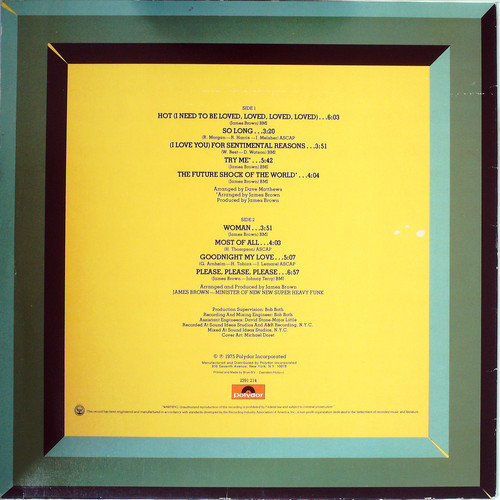 SIDE 1
HOT (I NEED TO BE LOVED, LOVED, LOVED, LOVED)...6:03
(James Brown) BMI
SO LONG...3:20
(R. Morgan—R. Harris—J. Melsher) ASCAP
(I LOVE YOU) FOR SENTIMENTAL REASONS...3:51
(W. Best—D. Watson) BMI
TRY ME*...5:42
(James Brown) BMI
THE FUTURE SHOCK OF THE WORLD*...4:04
(James Brown) BMI
Arranged by Dave Matthews
*Arranged by James Brown
Produced by James Brown
SIDE 2
WOMAN...3:51
(James Brown) BMI
MOST OF ALL...4:03
(H. Thompson) ASCAP
GOODNIGHT MY LOVE...5:07
(G. Arnheim—H. Tobias—J. Lemare) ASCAP
PLEASE, PLEASE, PLEASE...6:57
(James Brown—Johnny Terry) BMI
Arranged and Produced by James Brown
JAMES BROWN—MINISTER OF NEW NEW SUPER HEAVY FUNK
Production Supervision: Bob Both
Recording And Mixing Engineer: Bob Both
Assistant Engineers: David Stone-Major Little
Recorded At Sound Ideas Studios And A&R Recording, N.Y.C.
Mixed At Sound Ideas Studios, N.Y.C.
Cover Art: Michael Doret
© ℗ 1975 Polydor Incorporated
Manufactured and Distributed by Polydor Incorporated
810 Seventh Avenue, New York, N.Y. 10019
2391 214
Polydor